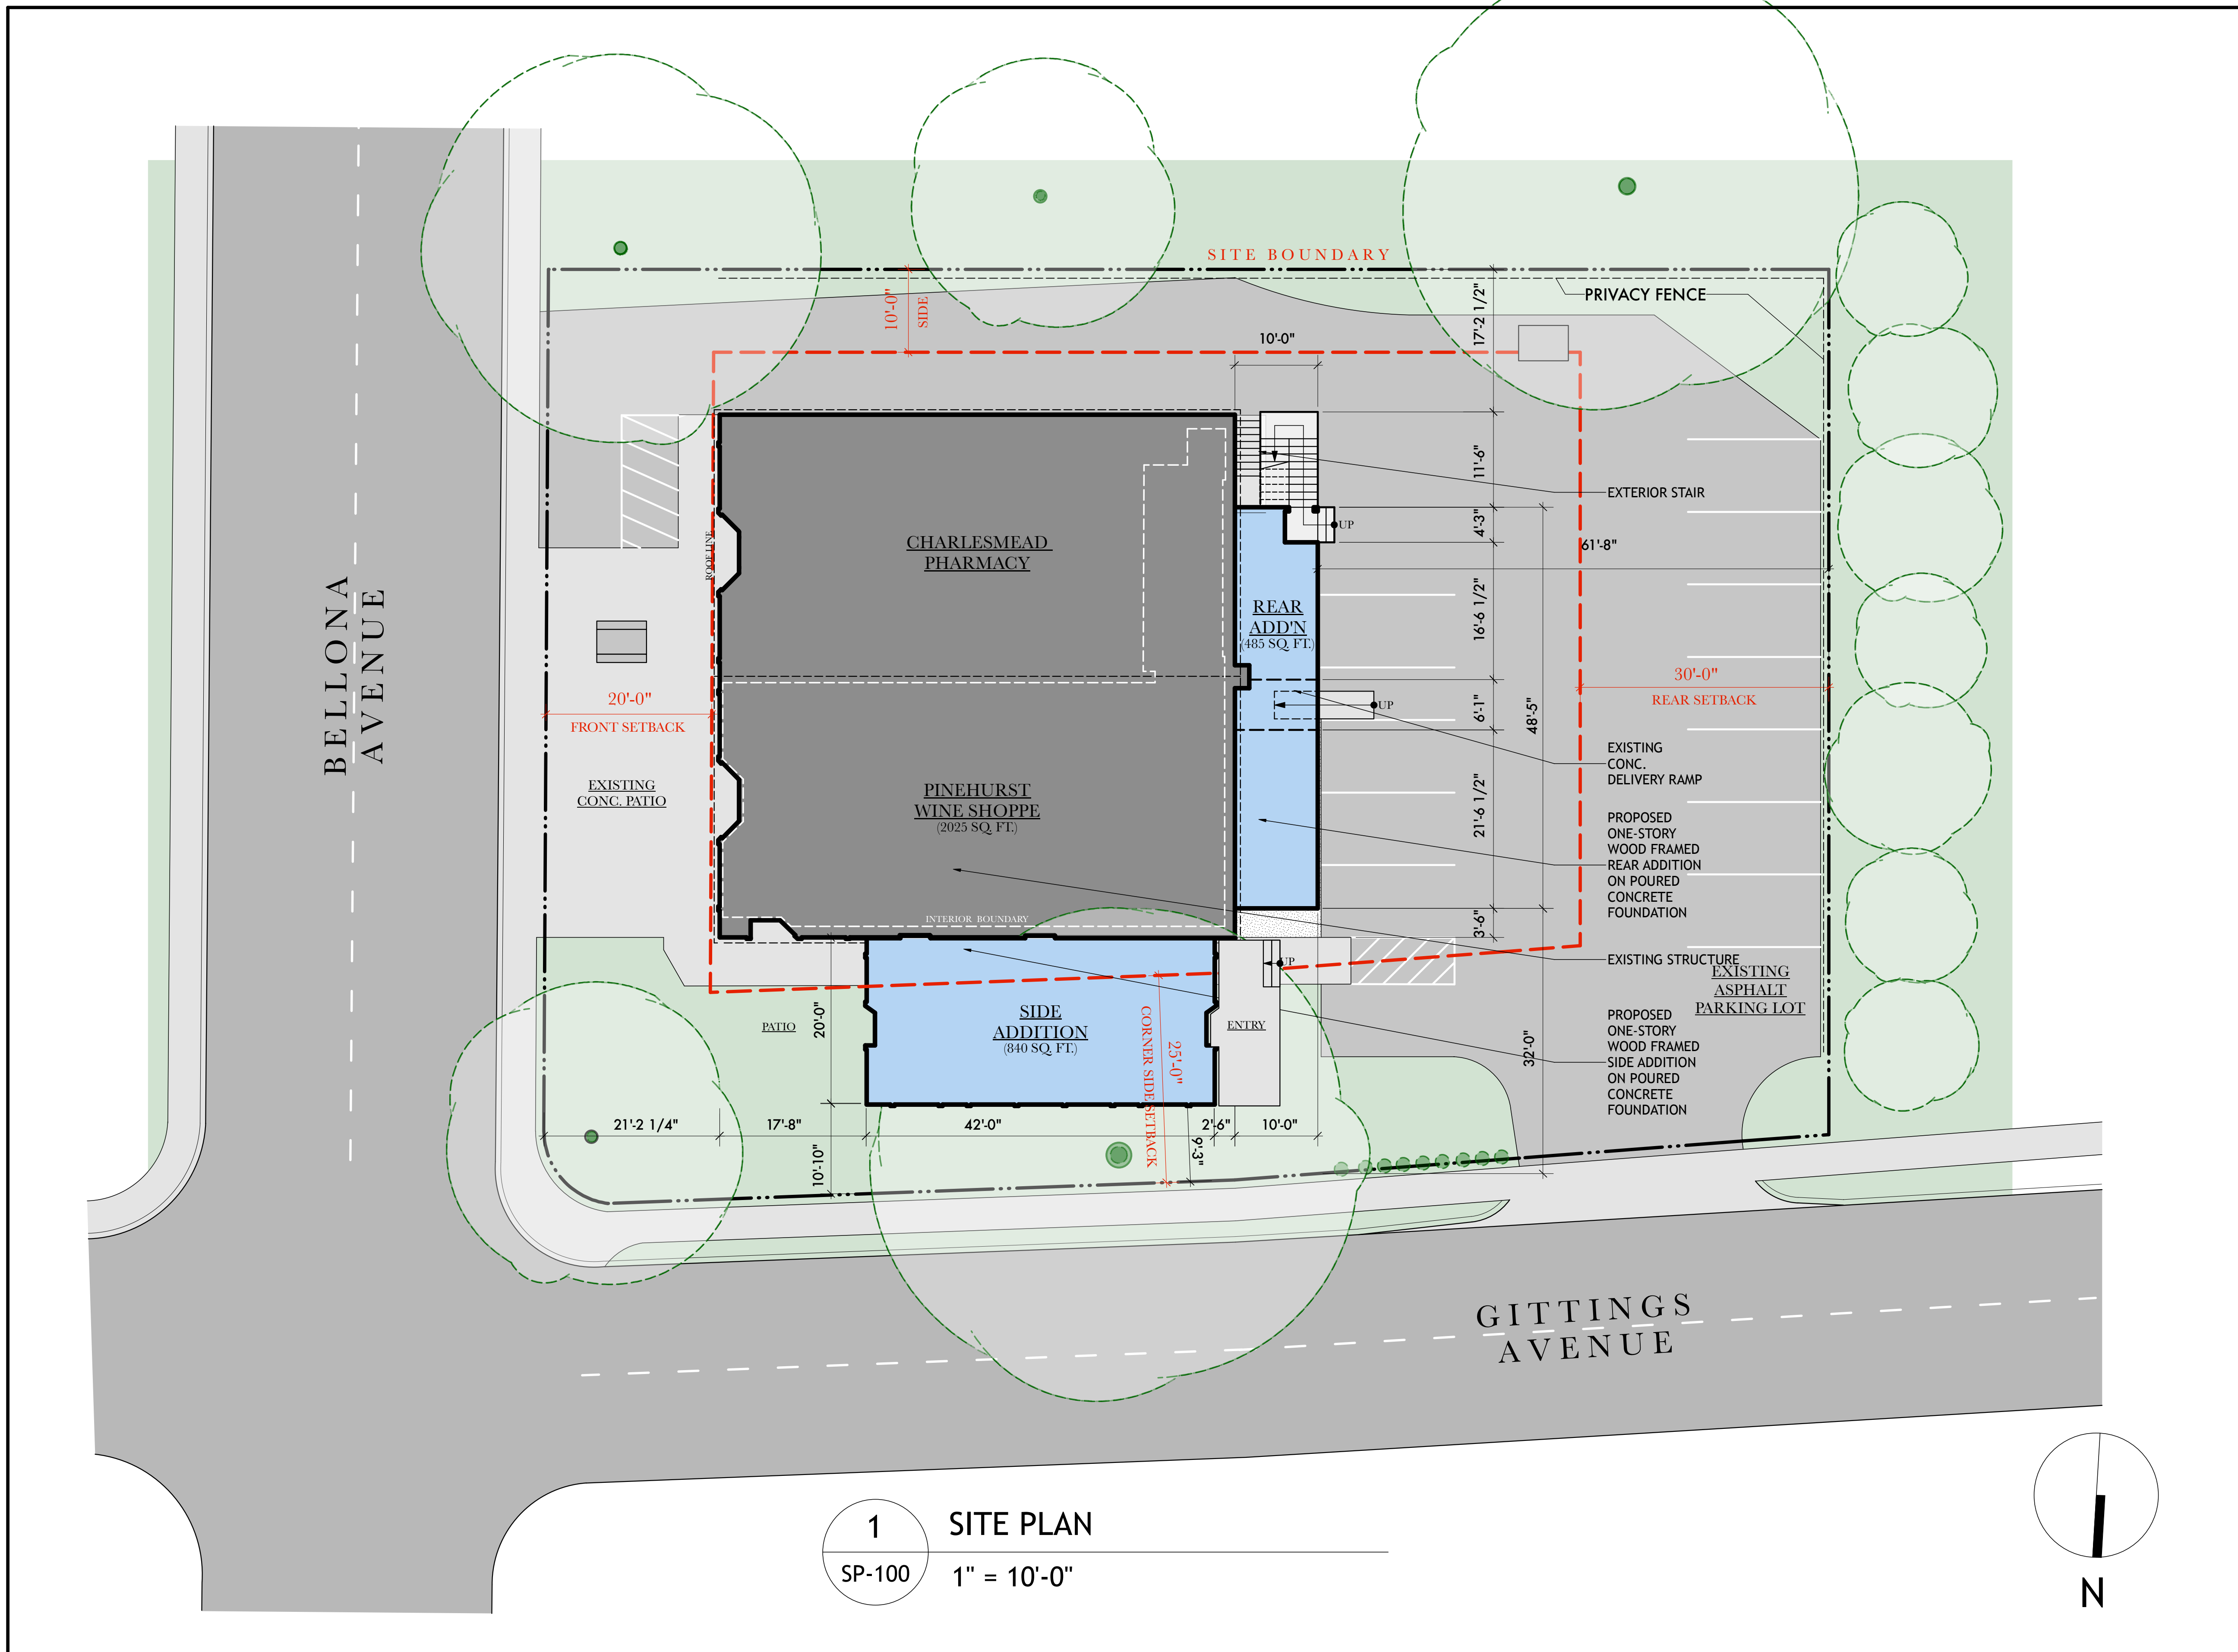 SITE BOUNDARY
PRIVACY FENCE
10'-0"
SIDE
10'-0"
17'-2 1/2"
11'-6"
EXTERIOR STAIR
4'-3"
UP
61'-8"
CHARLESMEAD
PHARMACY
ROOF LINE
REAR
ADD'N
(485 SQ. FT.)
16'-6 1/2"
BELLONA
AVENUE
20'-0"
FRONT SETBACK
30'-0"
REAR SETBACK
UP
6'-1"
48'-5"
EXISTING
CONC.
DELIVERY RAMP
EXISTING
CONC. PATIO
PINEHURST
WINE SHOPPE
(2025 SQ. FT.)
21'-6 1/2"
PROPOSED
ONE-STORY
WOOD FRAMED
REAR ADDITION
ON POURED
CONCRETE
FOUNDATION
INTERIOR BOUNDARY
3'-6"
UP
EXISTING STRUCTURE
EXISTING
ASPHALT
PARKING LOT
PATIO
20'-0"
SIDE
ADDITION
(840 SQ. FT.)
CORNER SIDE SETBACK
25'-0"
ENTRY
32'-0"
PROPOSED
ONE-STORY
WOOD FRAMED
SIDE ADDITION
ON POURED
CONCRETE
FOUNDATION
21'-2 1/4"
17'-8"
42'-0"
2'-6"
10'-0"
10'-10"
9'-3"
GITTINGS
AVENUE
1
SITE PLAN
SP-100
1" = 10'-0"
N